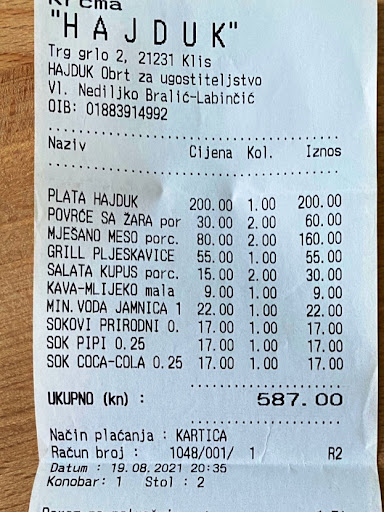 Krčma
"HAJDUK"
Trg grlo 2, 21231 Klis
HAJDUK Obrt za ugostiteljstvo
Vl. Nediljko Bralić-Labinčić
OIB: 01883914992
Naziv Cijena Kol. Iznos
PLATA HAJDUK 200.00 1.00 200.00
POVRĆE SA ŽARA por 30.00 2.00 60.00
MJEŠANO MESO porc. 80.00 2.00 160.00
GRILL PLJESKAVICE 55.00 1.00 55.00
SALATA KUPUS porc. 15.00 2.00 30.00
KAVA-MLIJEKO mala 9.00 1.00 9.00
MIN.VODA JAMNICA 1 22.00 1.00 22.00
SOKOVI PRIRODNI 0. 17.00 1.00 17.00
SOK PIPI 0.25 17.00 1.00 17.00
SOK COCA-COLA 0.25 17.00 1.00 17.00
UKUPNO (kn) : 587.00
Način plaćanja : KARTICA
Račun broj : 1048/001/ 1 R2
Datum : 19.08.2021 20:35
Konobar: 1 Stol : 2